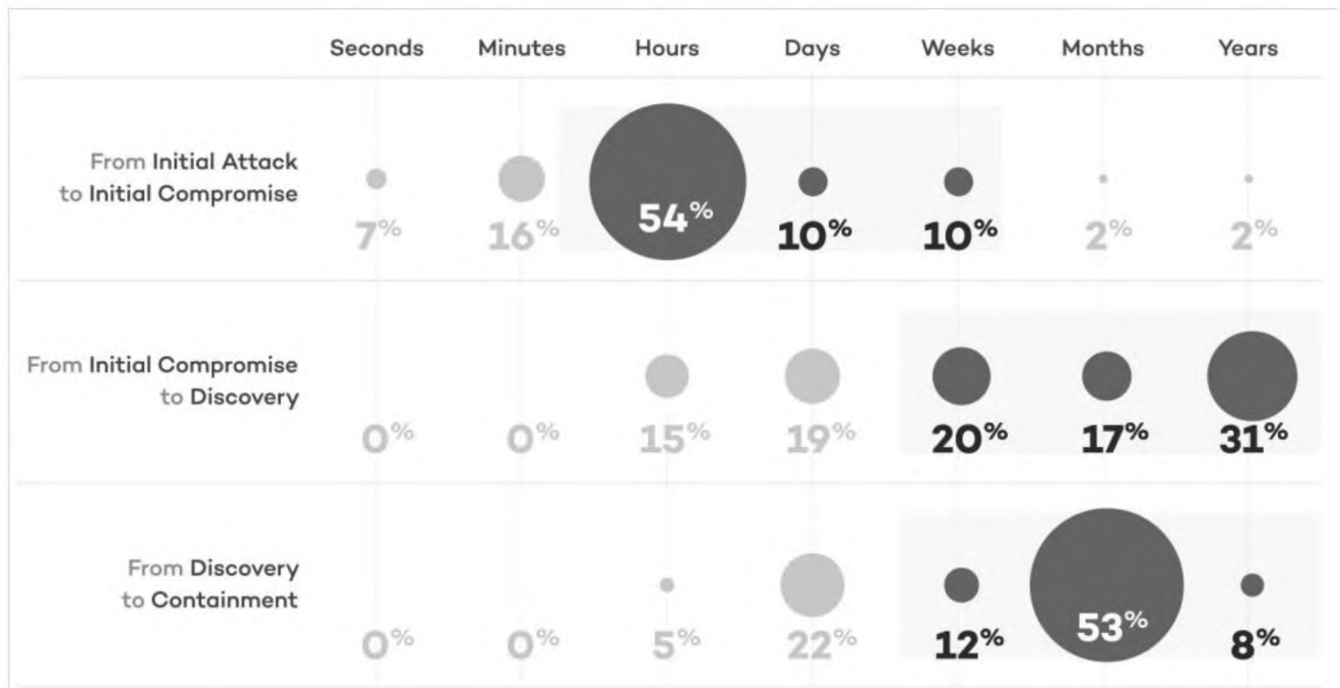 Seconds Minutes Hours Days Weeks Months Years
From Initial Attack
to Initial Compromise
7% 16% 54% 10% 10% 2% 2%
From Initial Compromise
to Discovery
0% 0% 15% 19% 20% 17% 31%
From Discovery
to Containment
0% 0% 5% 22% 12% 53% 8%